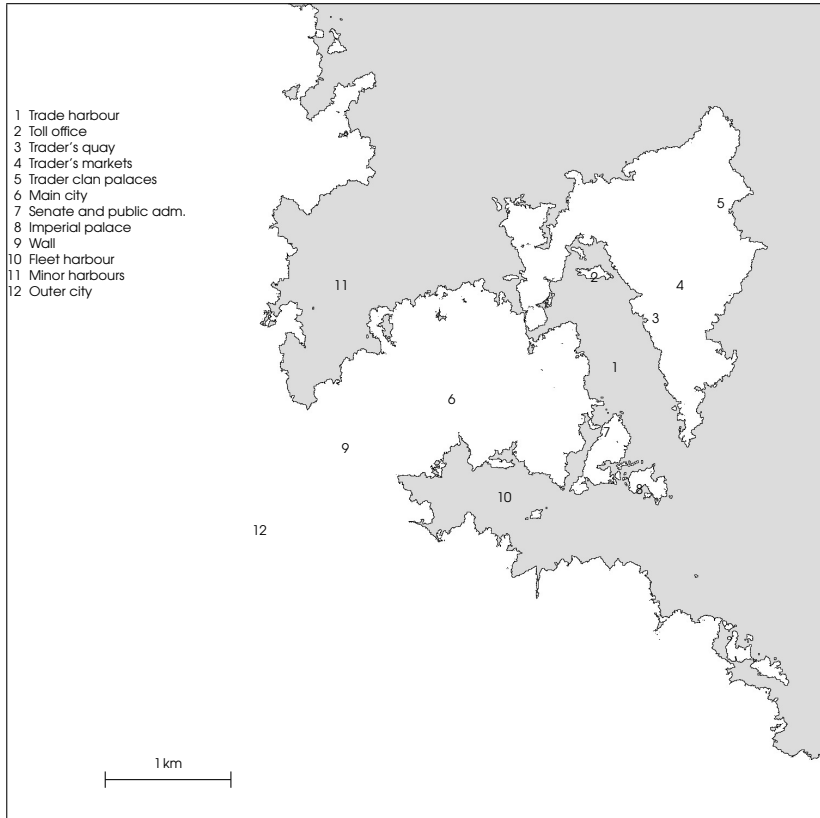 1 Trade harbour
2 Toll office
3 Trader's quay
4 Trader's markets
5 Trader clan palaces
6 Main city
7 Senate and public adm.
8 Imperial palace
9 Wall
10 Fleet harbour
11 Minor harbours
12 Outer city
5
2
11
4
3
1
6
7
9
8
10
12
1 km